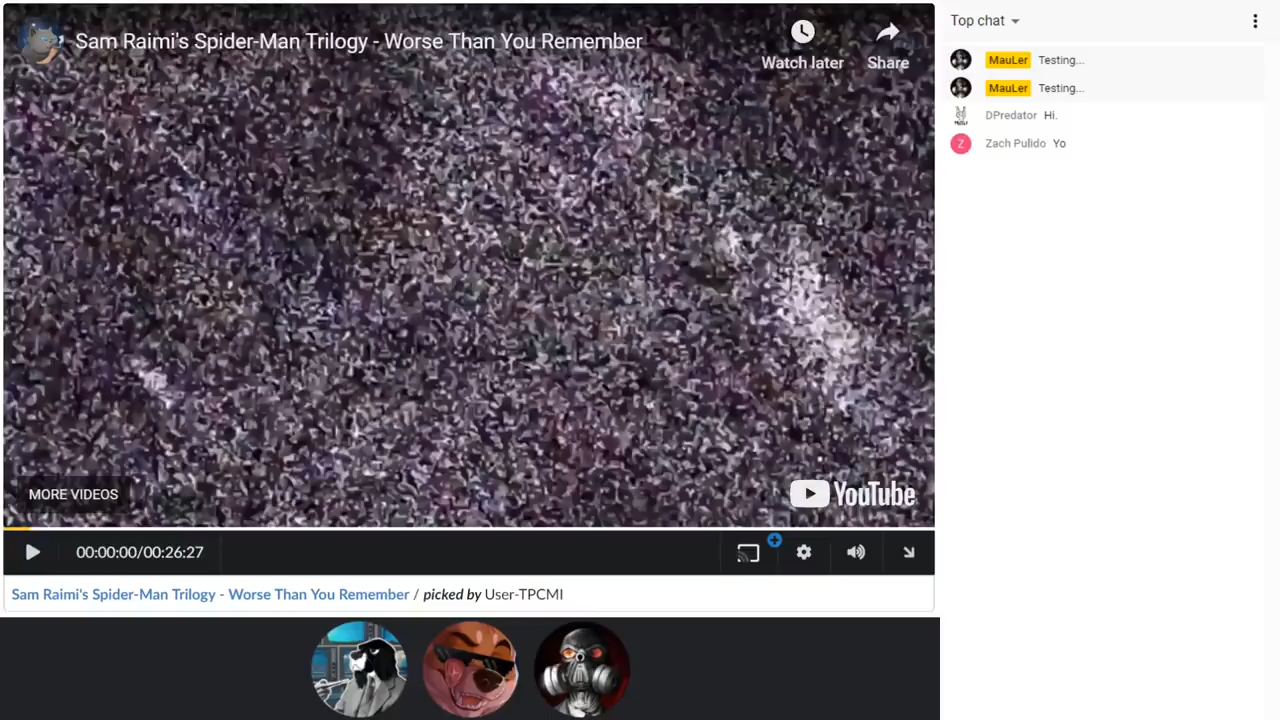 Sam Raimi's Spider-Man Trilogy - Worse Than You Remember
Watch later
Share
MORE VIDEOS
YouTube
00:00:00/00:26:27
Sam Raimi's Spider-Man Trilogy - Worse Than You Remember / picked by User-TPCMI
Top chat
MauLer Testing...
MauLer Testing...
DPredator Hi.
Z Zach Pulido Yo